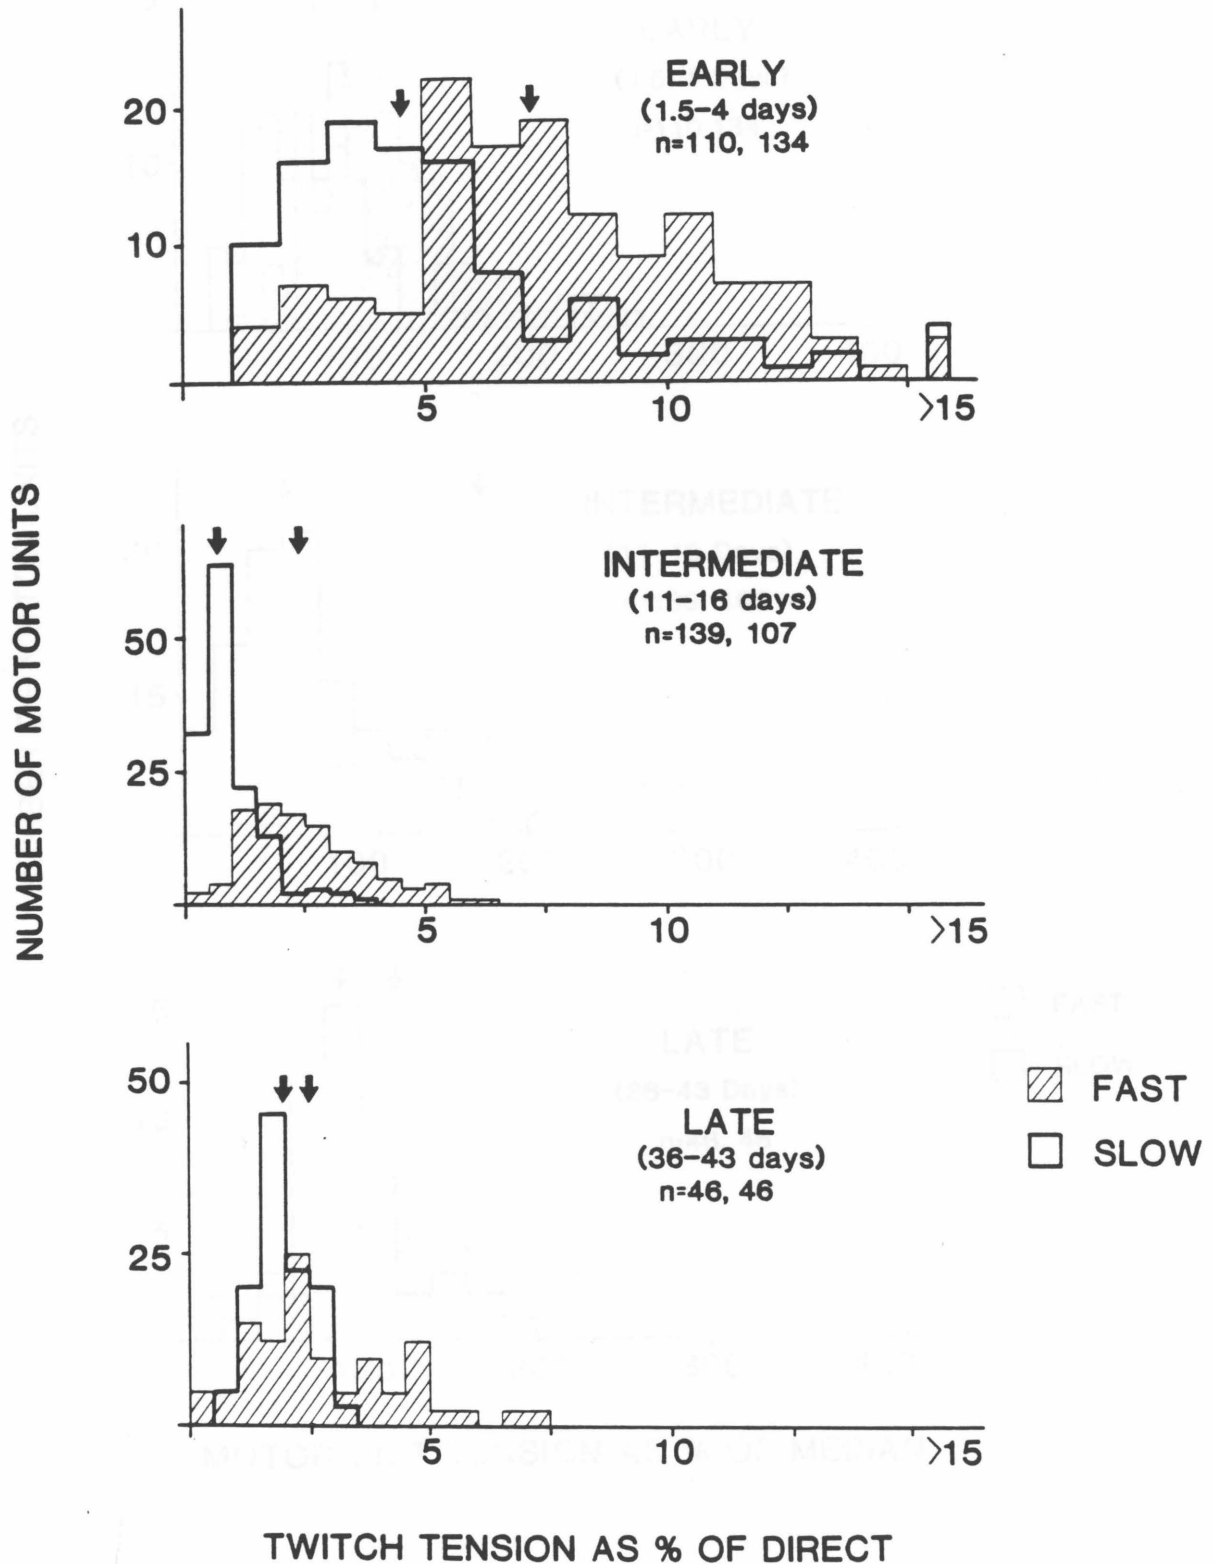 NUMBER OF MOTOR UNITS
EARLY
(1.5-4 days)
n=110, 134
20
10
5
10
>15
INTERMEDIATE
(11-16 days)
n=139, 107
50
25
5
10
>15
LATE
(36-43 days)
n=46, 46
50
25
5
10
>15
FAST
SLOW
TWITCH TENSION AS % OF DIRECT